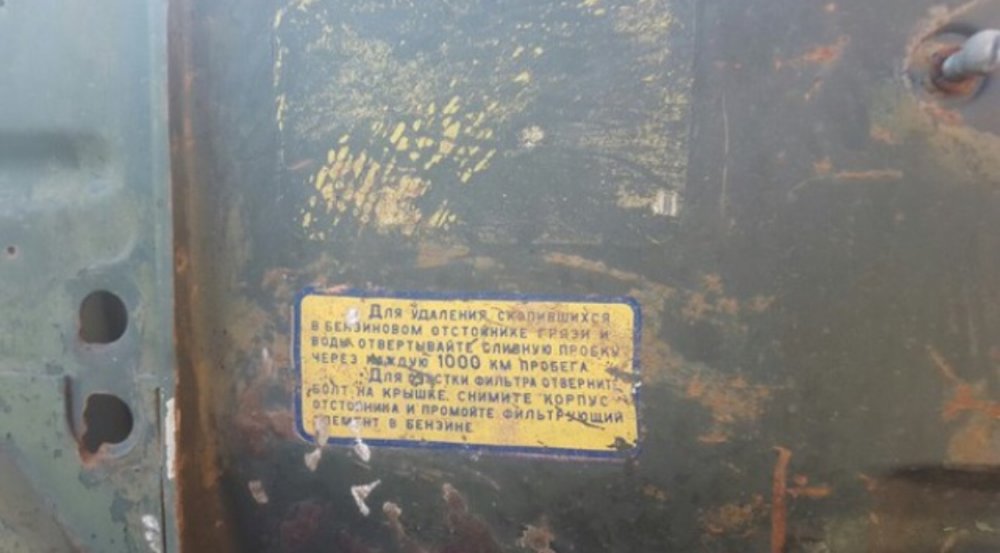 Для удаления скопившихся
в бензиновом отстойнике грязи и
воды отвертывайте сливную пробку
через каждую 1000 км пробега
Для чистки фильтра отверните
болт на крышке, снимите корпус
отстойника и промойте фильтрующий
элемент в бензине